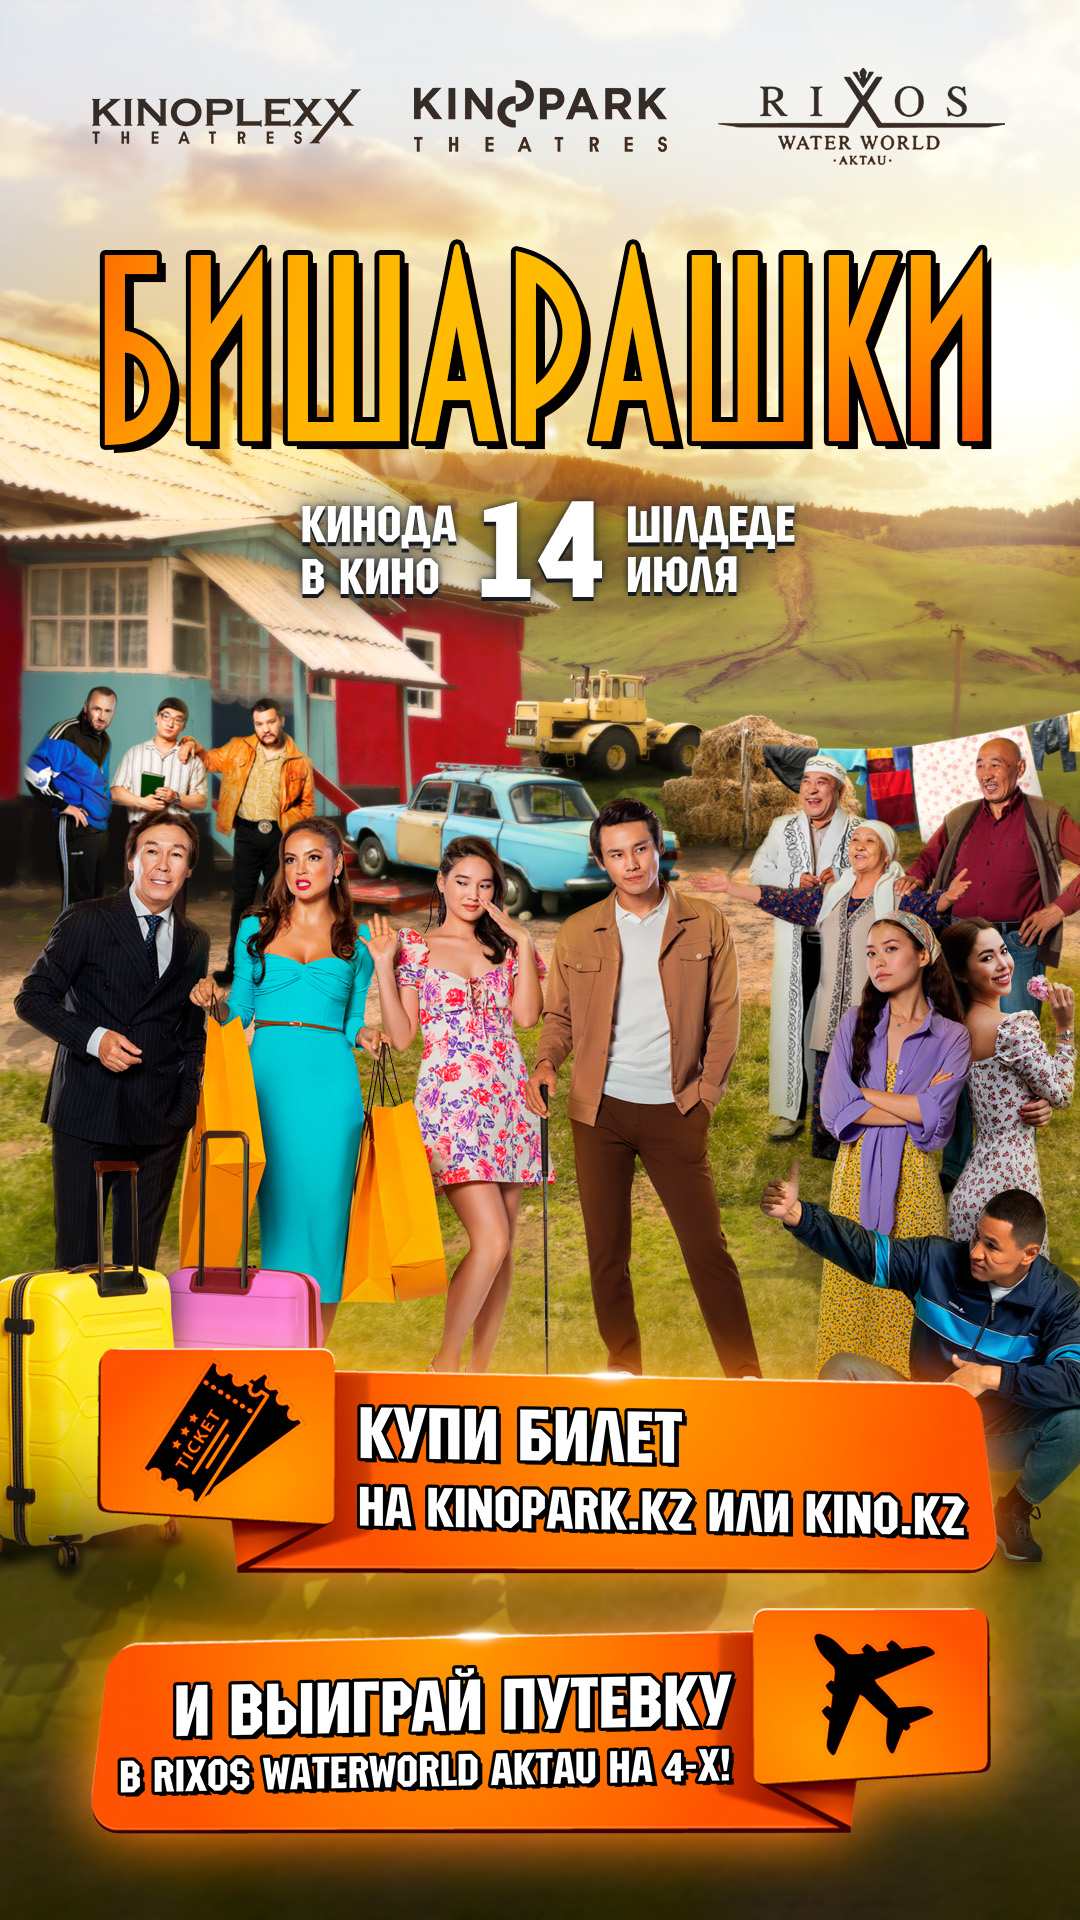 KINOPLEXX
THEATRES
KINOPARK
THEATRES
RIXOS
WATER WORLD
·AKTAU·
БИШАРАШКИ
КИНОДА 14 ШІЛДЕДЕ
В КИНО ИЮЛЯ
TICKET
КУПИ БИЛЕТ
НА KINOPARK.KZ ИЛИ KINO.KZ
И ВЫИГРАЙ ПУТЕВКУ
В RIXOS WATERWORLD AKTAU НА 4-Х!